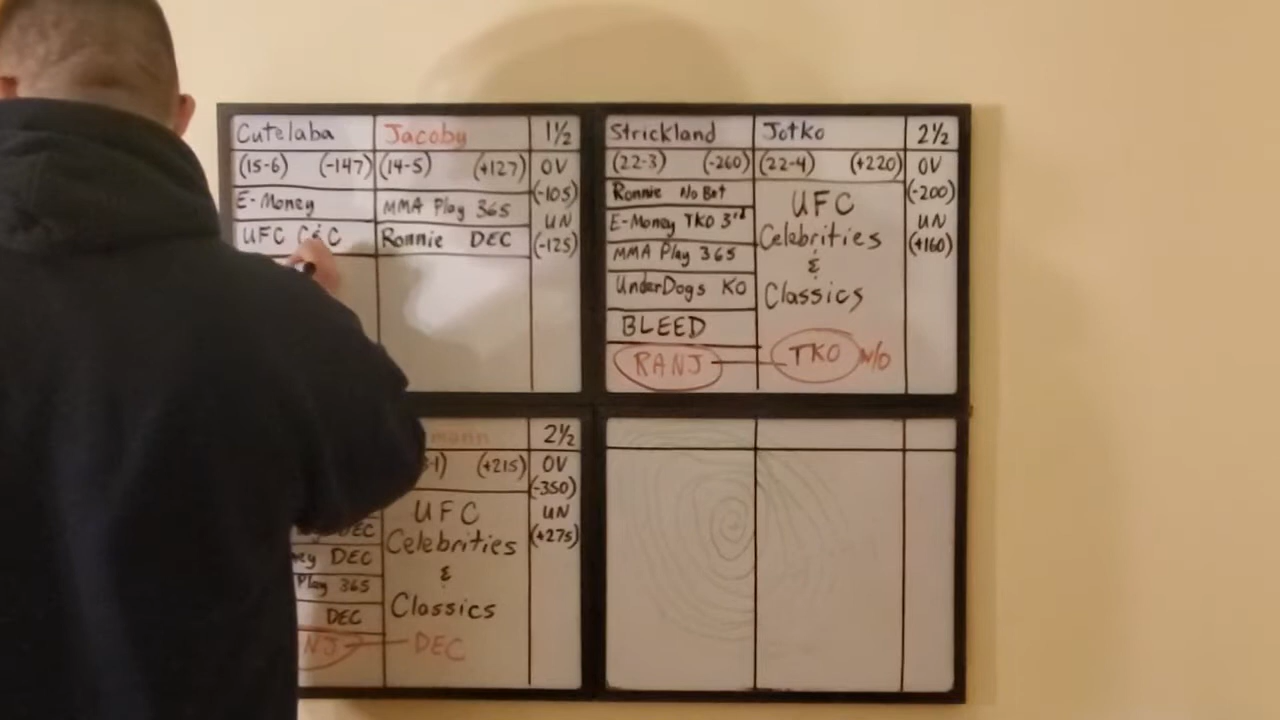 Cutelaba Jacoby 1½
(15-6) (-147) (14-5) (+127) OV
(-105)
E-Money MMA Play 365
UN
UFC C&C Ronnie DEC (-125)
Strickland Jotko 2½
(22-3) (-260) (22-4) (+220) OV
Ronnie No Bet (-200)
UFC
E-Money TKO 3rd UN
Celebrities (+160)
MMA Play 365
&
UnderDogs KO Classics
BLEED
RANJ TKO N/O
2½
(+215) OV
(-350)
UFC UN
DEC Celebrities (+275)
DEC
&
Play 365
Classics
DEC
NJ DEC